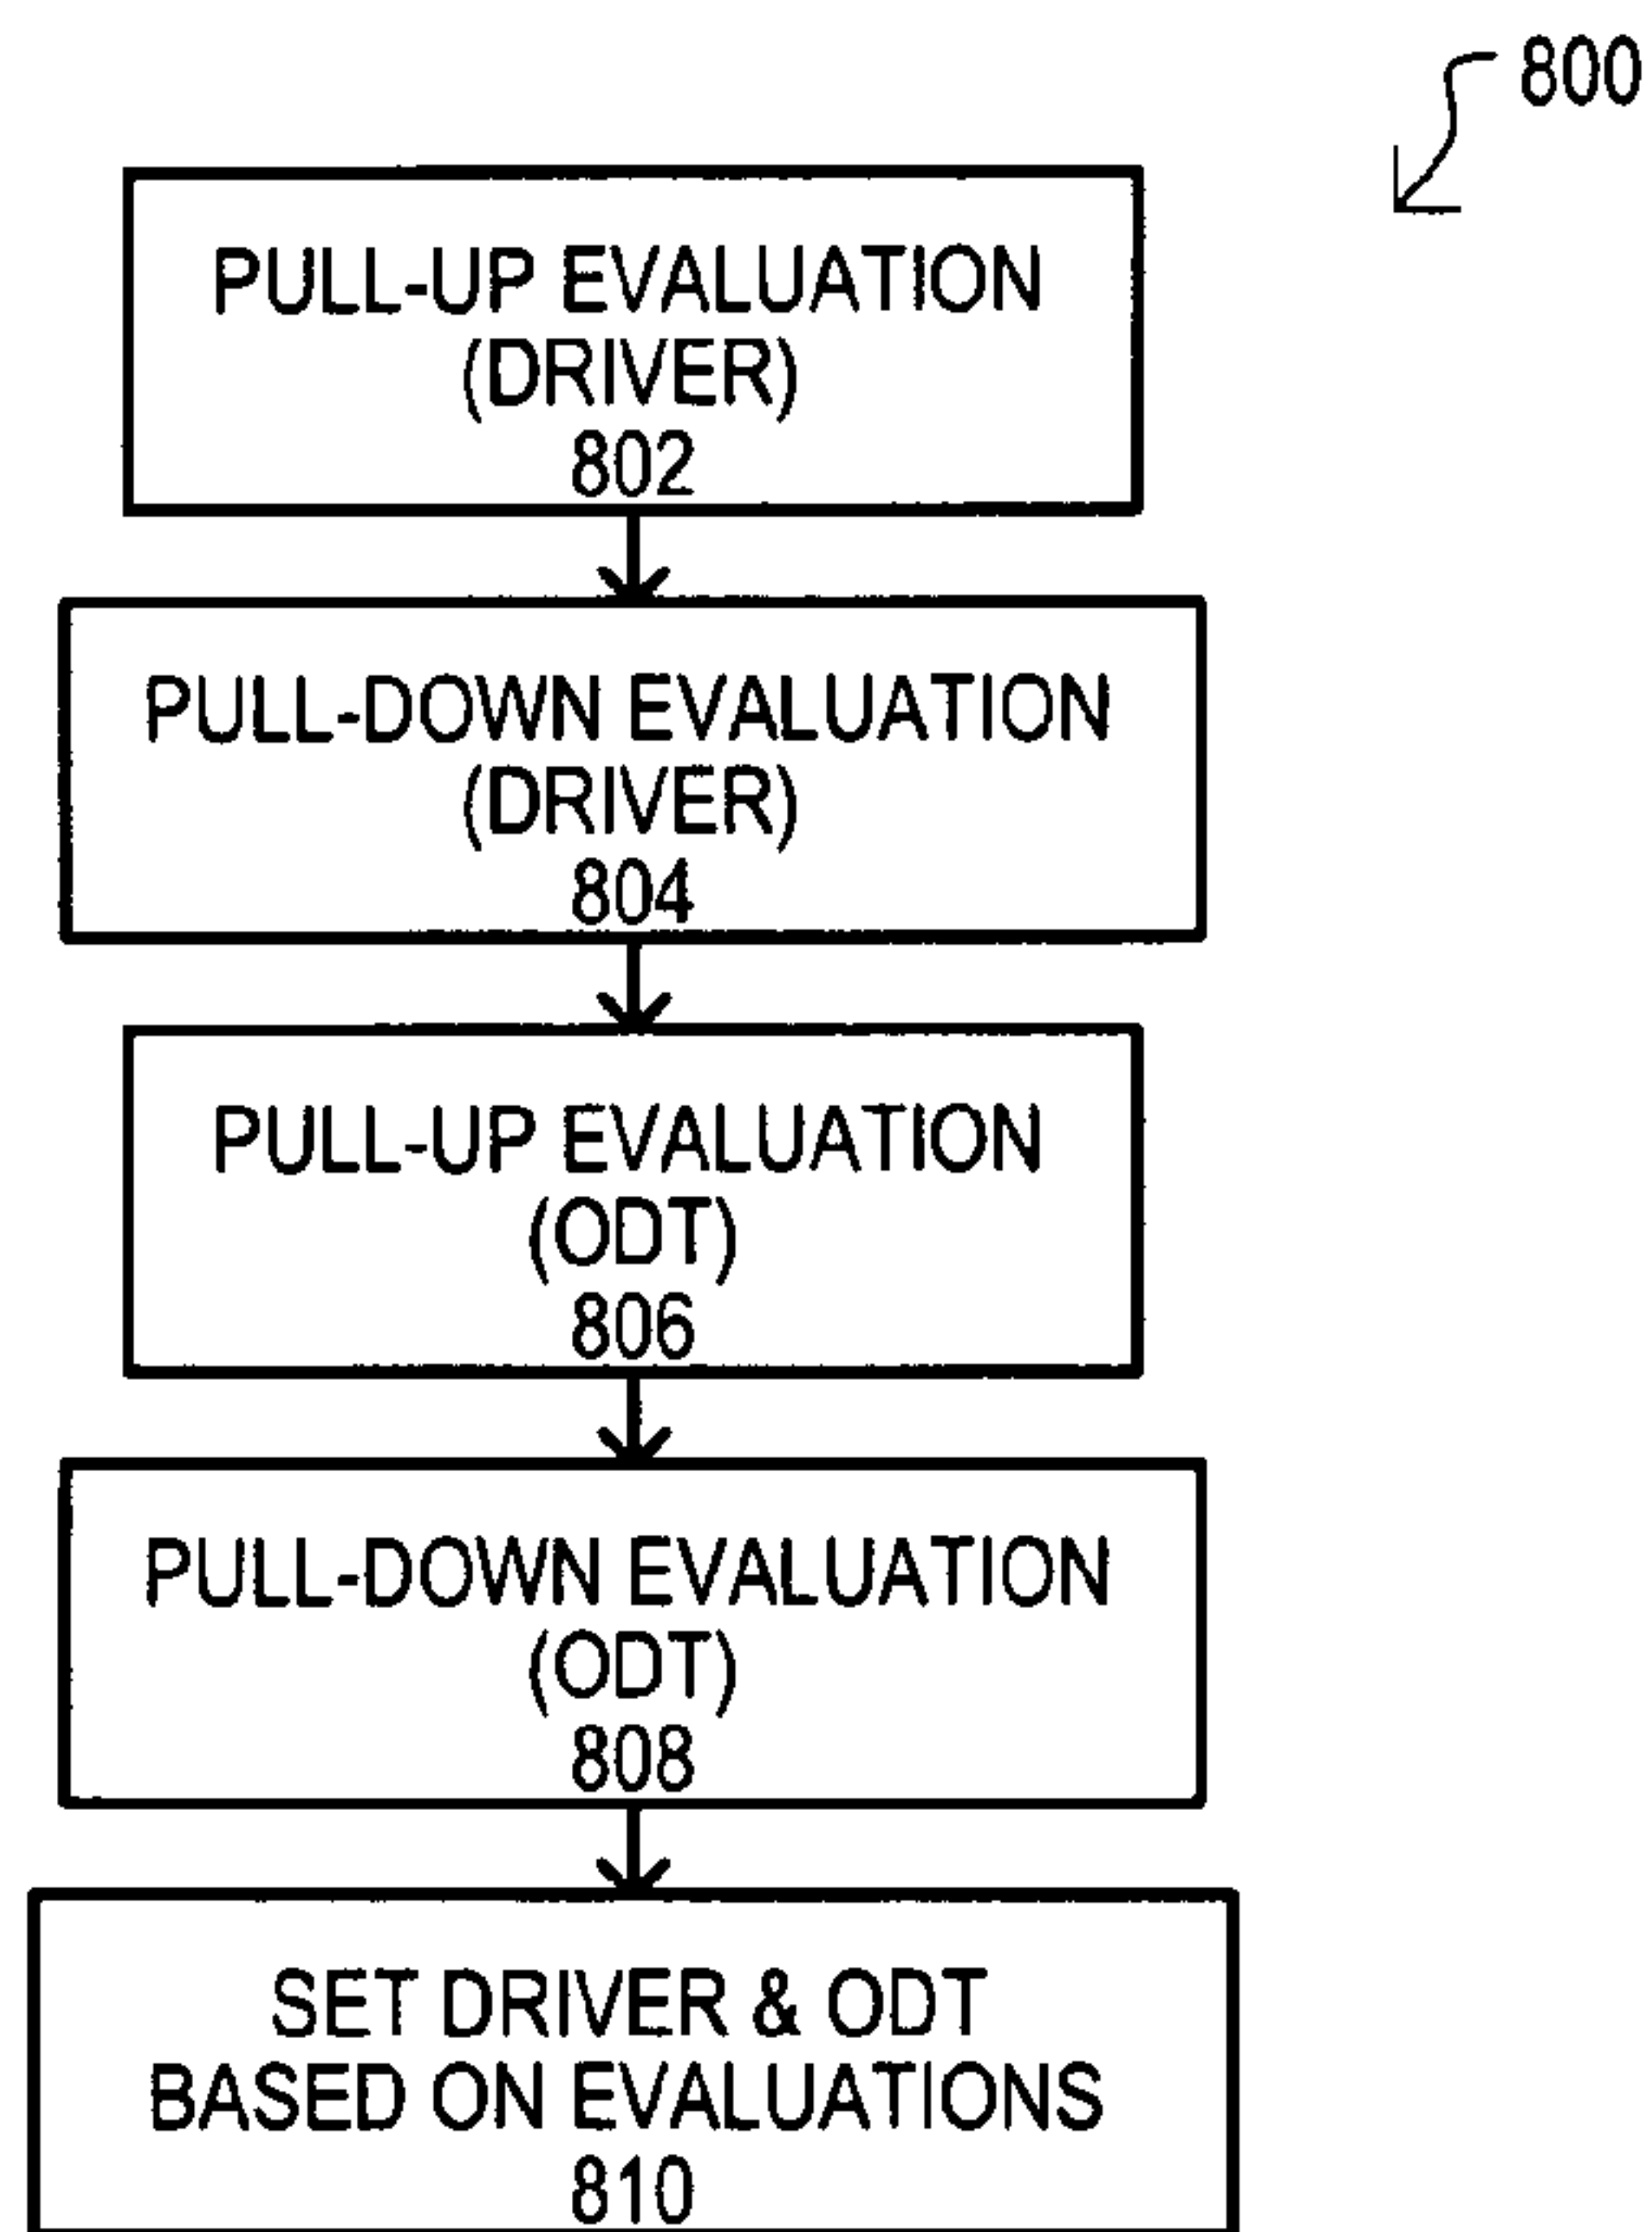 800
PULL-UP EVALUATION
(DRIVER)
802
PULL-DOWN EVALUATION
(DRIVER)
804
PULL-UP EVALUATION
(ODT)
806
PULL-DOWN EVALUATION
(ODT)
808
SET DRIVER & ODT
BASED ON EVALUATIONS
810